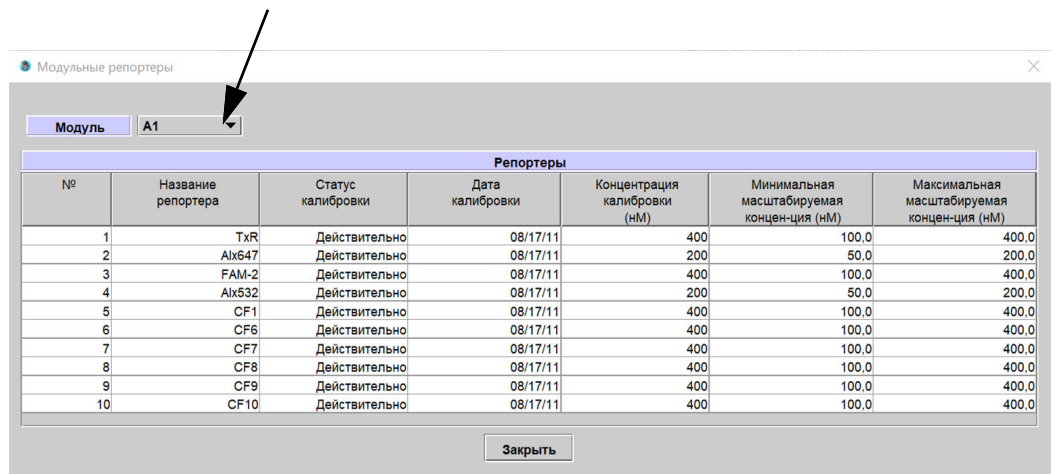 Модульные репортеры
Модуль A1
Репортеры
№ Название репортера Статус калибровки Дата калибровки Концентрация калибровки (нМ) Минимальная масштабируемая концен-ция (нМ) Максимальная масштабируемая концен-ция (нМ)
1 TxR Действительно 08/17/11 400 100,0 400,0
2 Alx647 Действительно 08/17/11 200 50,0 200,0
3 FAM-2 Действительно 08/17/11 400 100,0 400,0
4 Alx532 Действительно 08/17/11 200 50,0 200,0
5 CF1 Действительно 08/17/11 400 100,0 400,0
6 CF6 Действительно 08/17/11 400 100,0 400,0
7 CF7 Действительно 08/17/11 400 100,0 400,0
8 CF8 Действительно 08/17/11 400 100,0 400,0
9 CF9 Действительно 08/17/11 400 100,0 400,0
10 CF10 Действительно 08/17/11 400 100,0 400,0
Закрыть